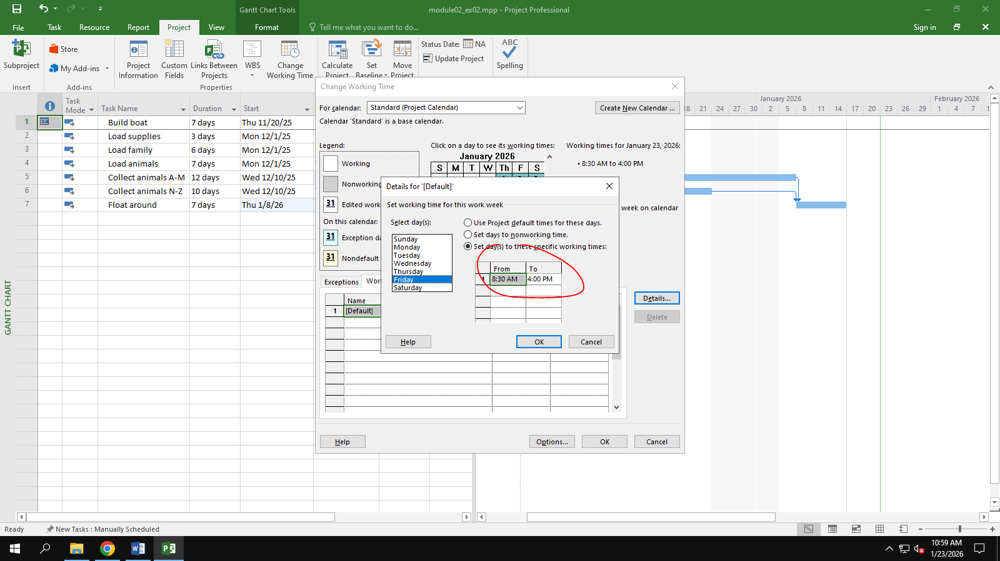 Gantt Chart Tools
module02_ex02.mpp - Project Professional
File
Task
Resource
Report
Project
View
Format
Tell me what you want to do...
Sign in
Subproject
Insert
Store
My Add-ins
Add-ins
Project Information
Custom Fields
Links Between Projects
WBS
Change Working Time
Properties
Calculate Project
Set Baseline
Move Project
Status Date: NA
Update Project
ABC
Spelling
Task Mode
Task Name
Duration
Start
1 Build boat 7 days Thu 11/20/25
2 Load supplies 3 days Mon 12/1/25
3 Load family 6 days Mon 12/1/25
4 Load animals 7 days Mon 12/1/25
5 Collect animals A-M 12 days Wed 12/10/25
6 Collect animals N-Z 10 days Wed 12/10/25
7 Float around 7 days Thu 1/8/26
GANTT CHART
Change Working Time
For calendar: Standard (Project Calendar)
Create New Calendar ...
Calendar 'Standard' is a base calendar.
Legend:
Working
Nonworking
31 Edited work
On this calendar:
31 Exception da
31 Nondefault
Click on a day to see its working times:
January 2026
S M T W Th F S
Working times for January 23, 2026:
• 8:30 AM to 4:00 PM
week on calendar
Exceptions
Wor
Name
1 [Default]
Details...
Delete
Help
Options...
OK
Cancel
Details for '[Default]'
Set working time for this work week
Select day(s):
Sunday
Monday
Tuesday
Wednesday
Thursday
Friday
Saturday
Use Project default times for these days.
Set days to nonworking time.
Set day(s) to these specific working times:
From To
1 8:30 AM 4:00 PM
Help
OK
Cancel
January 2026
February 2026
18 21 24 27 30 2 5 8 11 14 17 20 23 26 29 1 4 7 1
Ready
New Tasks : Manually Scheduled
10:59 AM
1/23/2026